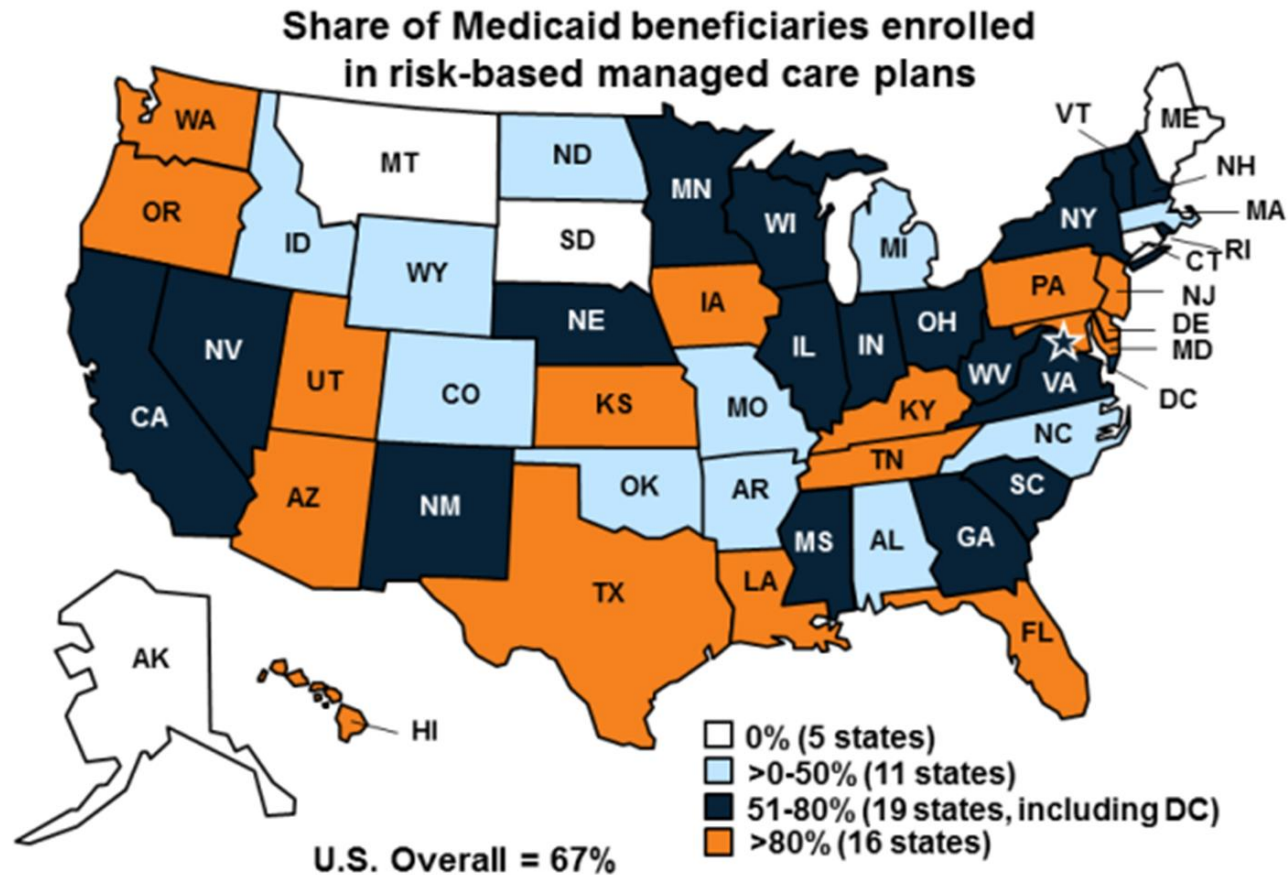 Share of Medicaid beneficiaries enrolled
in risk-based managed care plans
WA
MT
ND
MN
VT
ME
NH
OR
ID
WY
SD
WI
MI
NY
MA
RI
CT
NV
UT
CO
NE
IA
IL
IN
OH
PA
NJ
DE
MD
DC
CA
KS
MO
KY
WV
VA
NC
AZ
NM
OK
AR
TN
SC
TX
LA
MS
AL
GA
FL
AK
HI
0% (5 states)
>0-50% (11 states)
51-80% (19 states, including DC)
>80% (16 states)
U.S. Overall = 67%